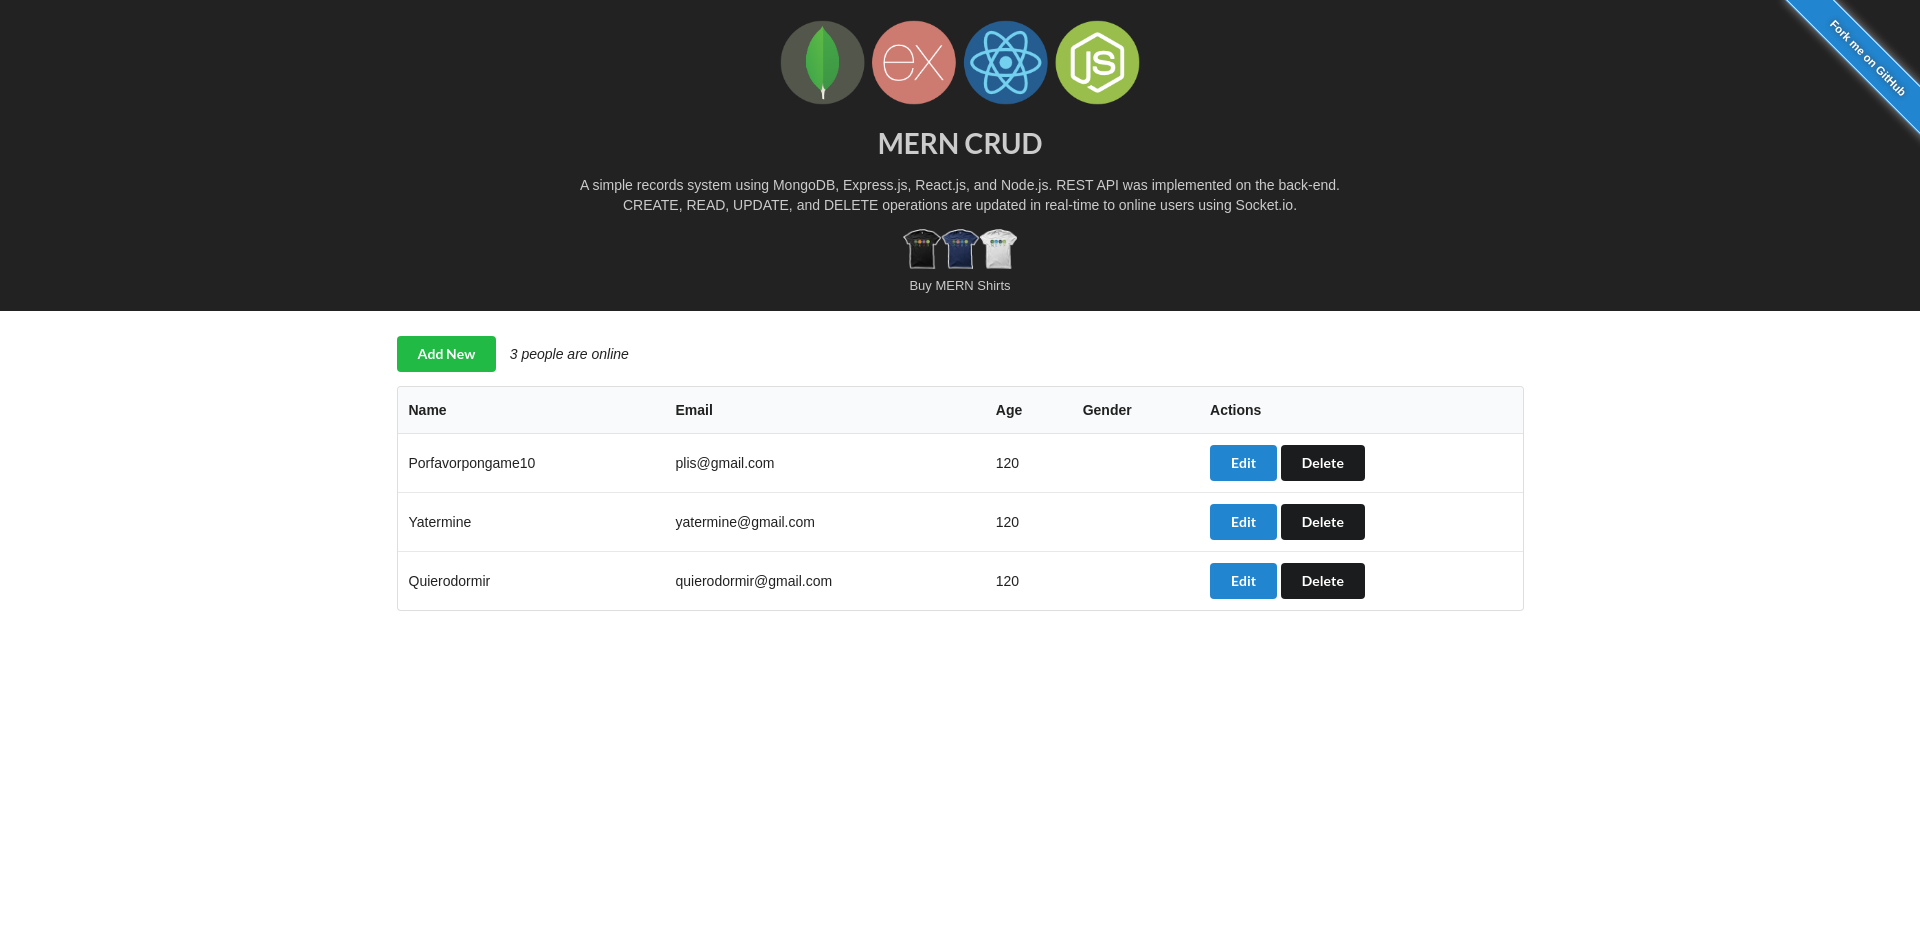 ex
JS
Fork me on GitHub
MERN CRUD
A simple records system using MongoDB, Express.js, React.js, and Node.js. REST API was implemented on the back-end.
CREATE, READ, UPDATE, and DELETE operations are updated in real-time to online users using Socket.io.
Buy MERN Shirts
Add New 3 people are online
Name Email Age Gender Actions
Porfavorpongame10 plis@gmail.com 120 Edit Delete
Yatermine yatermine@gmail.com 120 Edit Delete
Quierodormir quierodormir@gmail.com 120 Edit Delete